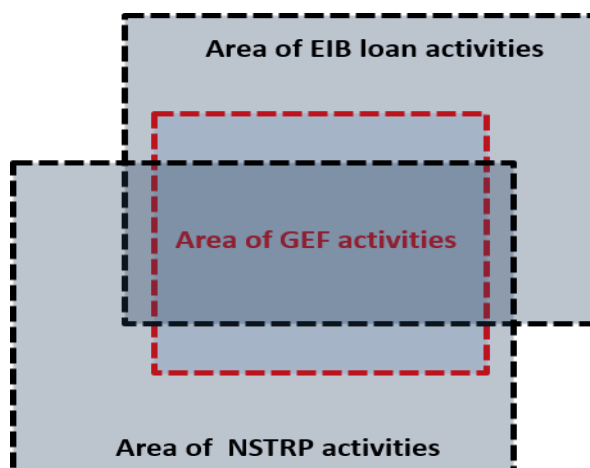 Area of EIB loan activities
Area of GEF activities
Area of NSTRP activities